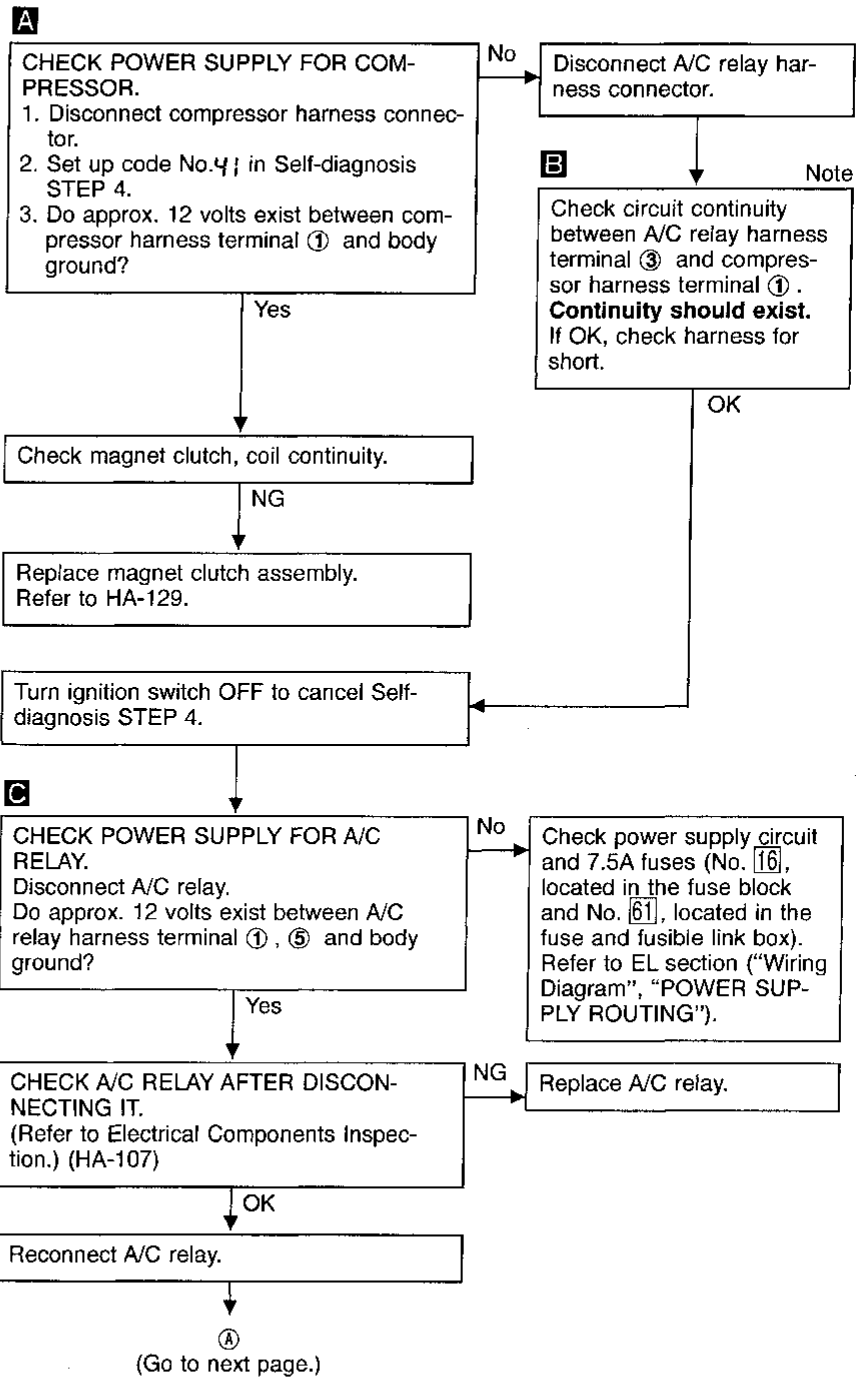 A
CHECK POWER SUPPLY FOR COM-
PRESSOR.
1. Disconnect compressor harness connec-
tor.
2. Set up code No.41 in Self-diagnosis
STEP 4.
3. Do approx. 12 volts exist between com-
pressor harness terminal ① and body
ground?
No
Disconnect A/C relay har-
ness connector.
B
Note
Check circuit continuity
between A/C relay harness
terminal ③ and compres-
sor harness terminal ①.
Continuity should exist.
If OK, check harness for
short.
Yes
OK
Check magnet clutch, coil continuity.
NG
Replace magnet clutch assembly.
Refer to HA-129.
Turn ignition switch OFF to cancel Self-
diagnosis STEP 4.
C
CHECK POWER SUPPLY FOR A/C
RELAY.
Disconnect A/C relay.
Do approx. 12 volts exist between A/C
relay harness terminal ①, ⑤ and body
ground?
No
Check power supply circuit
and 7.5A fuses (No. 16,
located in the fuse block
and No. 61, located in the
fuse and fusible link box).
Refer to EL section ("Wiring
Diagram", "POWER SUP-
PLY ROUTING").
Yes
CHECK A/C RELAY AFTER DISCON-
NECTING IT.
(Refer to Electrical Components Inspec-
tion.) (HA-107)
NG
Replace A/C relay.
OK
Reconnect A/C relay.
Ⓐ
(Go to next page.)